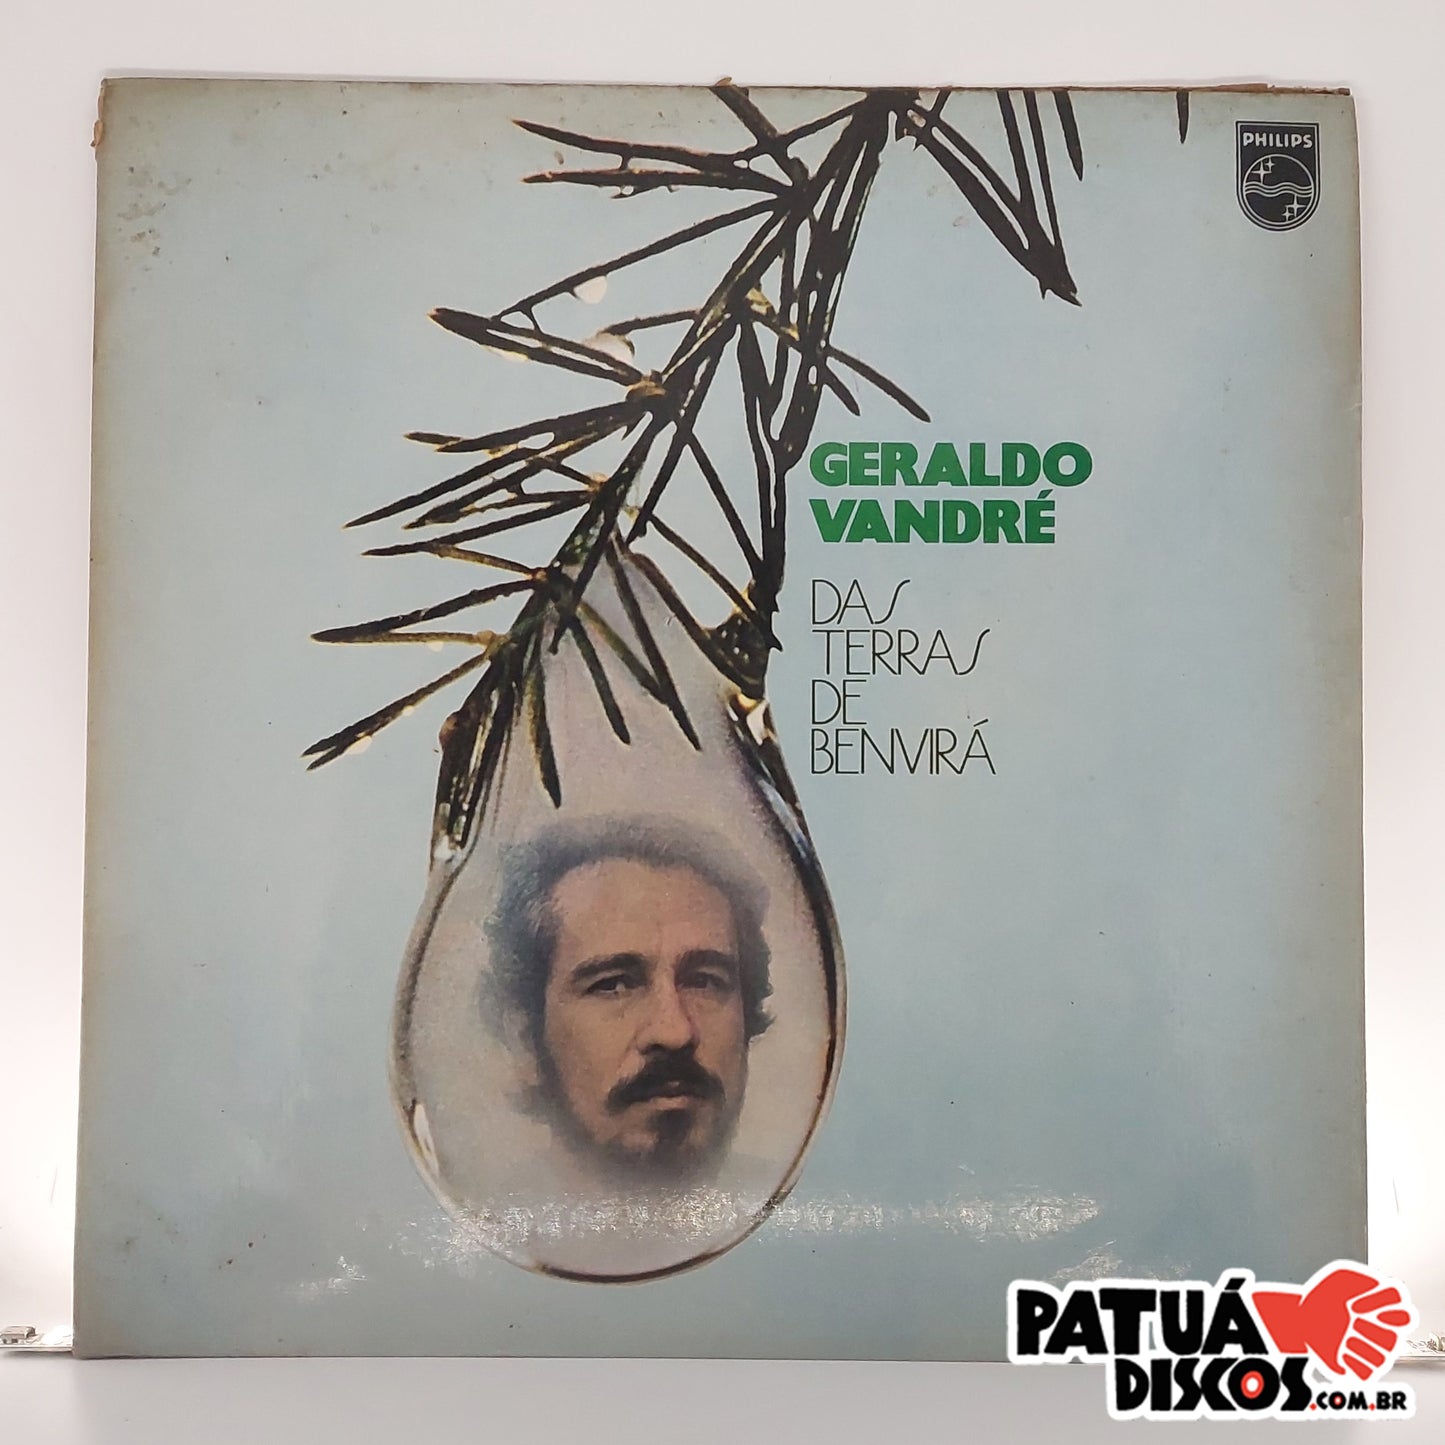 PHILIPS
GERALDO
VANDRÉ
DAS
TERRAS
DE
BENVIRÁ
PATUÁ
DISCOS.COM.BR